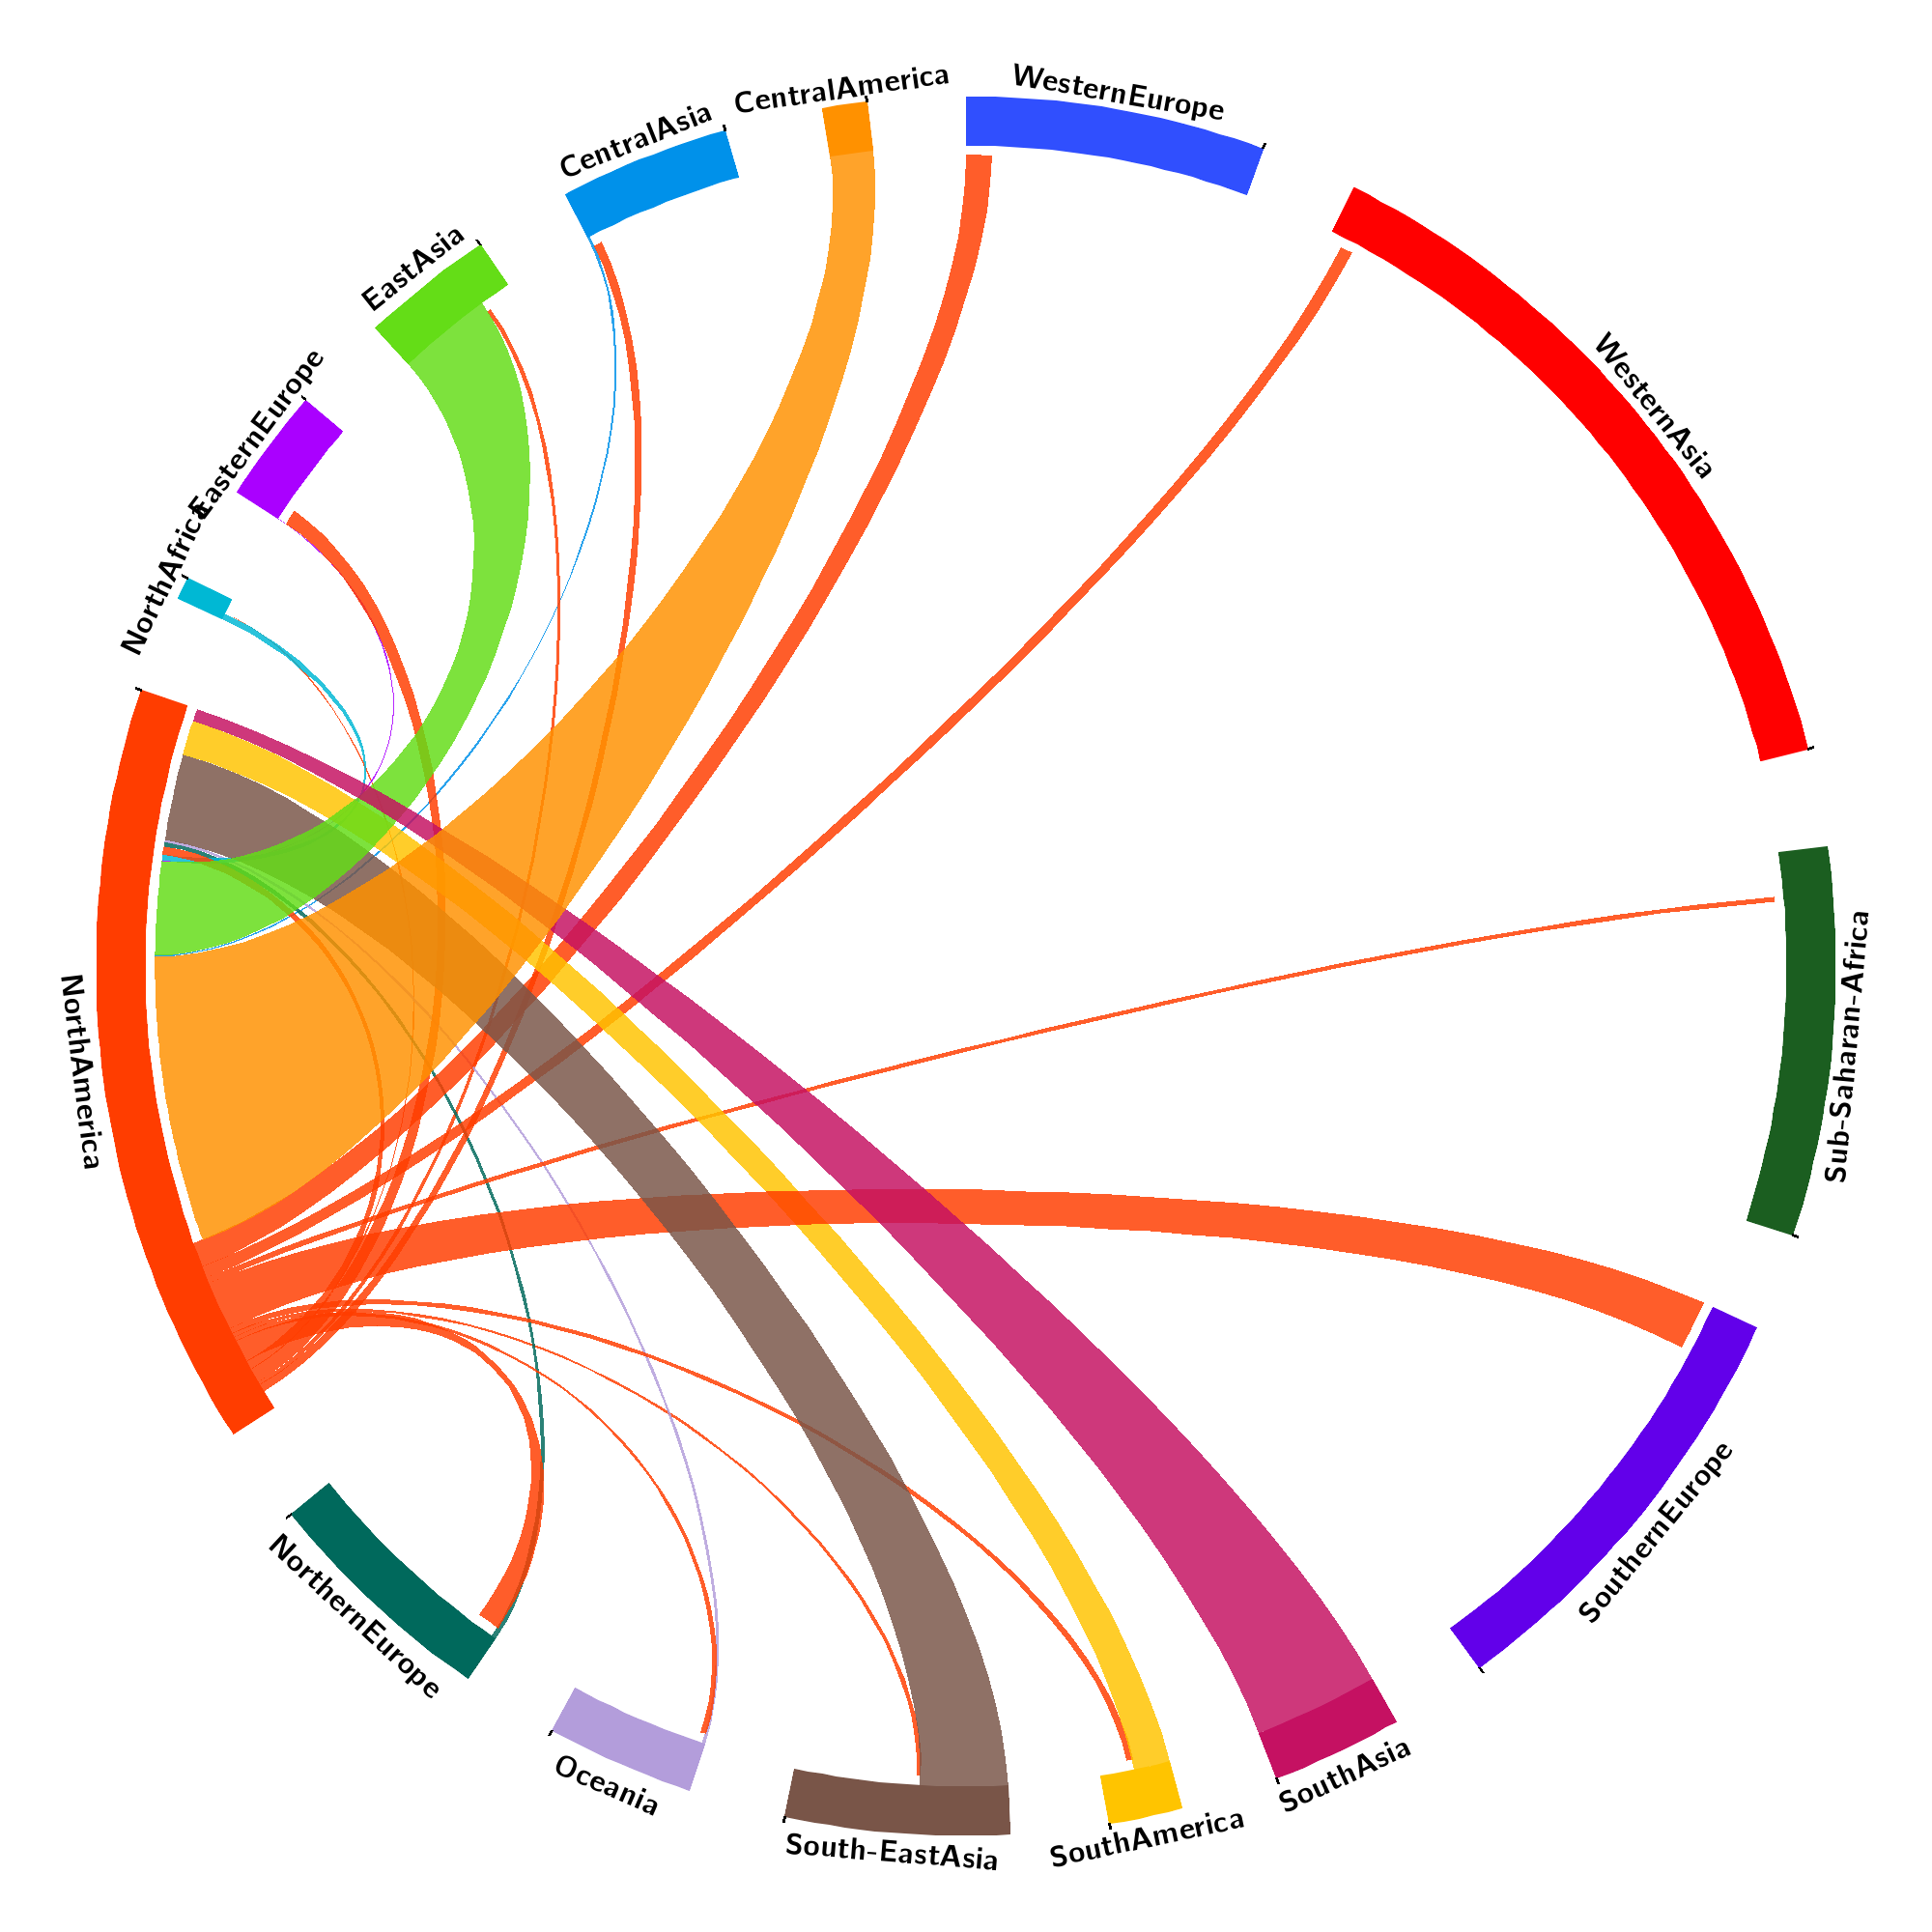 CentralAmerica
WesternEurope
CentralAsia
EastAsia
WesternAsia
EasternEurope
NorthAfrica
NorthAmerica
Sub-Saharan-Africa
SouthernEurope
NorthernEurope
Oceania
South-EastAsia
SouthAmerica
SouthAsia